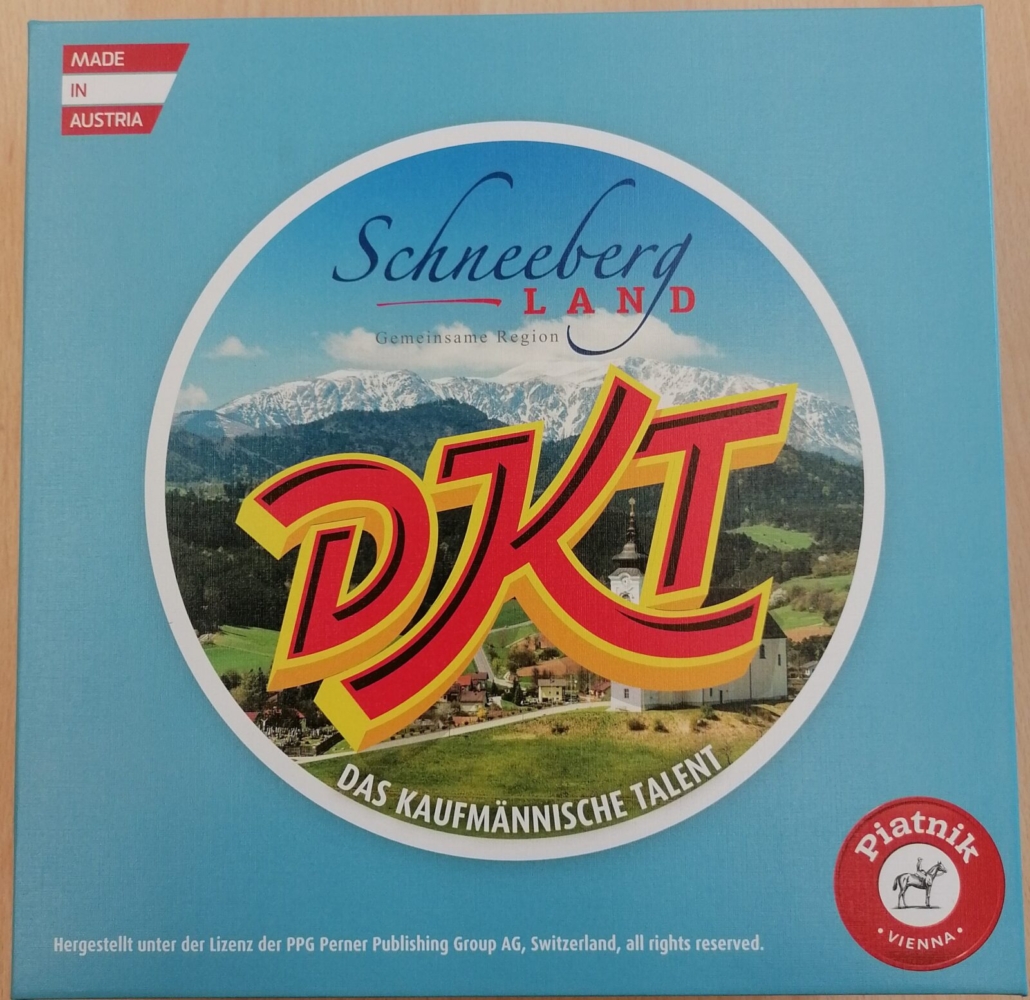 MADE
IN
AUSTRIA
Schneeberg
LAND
Gemeinsame Region
DKT
DAS KAUFMÄNNISCHE TALENT
Piatnik
• VIENNA •
Hergestellt unter der Lizenz der PPG Perner Publishing Group AG, Switzerland, all rights reserved.